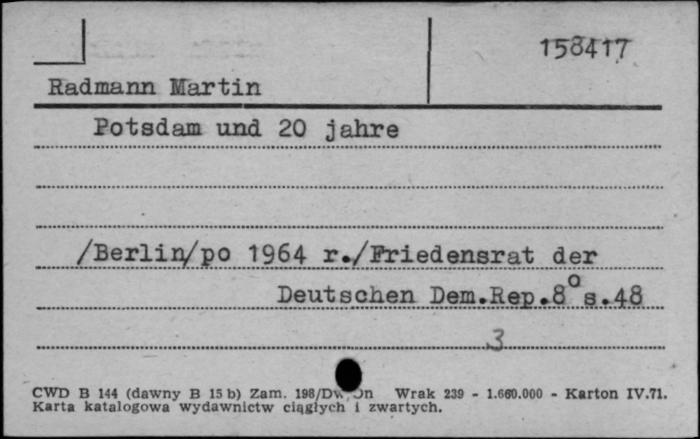 158417
Radmann Martin
Potsdam und 20 jahre
/Berlin/po 1964 r./Friedensrat der
Deutschen Dem.Rep.8° s.48
3
CWD B 144 (dawny B 15 b) Zam. 198/Dw Wrak 239 - 1.660.000 - Karton IV.71.
Karta katalogowa wydawnictw ciągłych i zwartych.